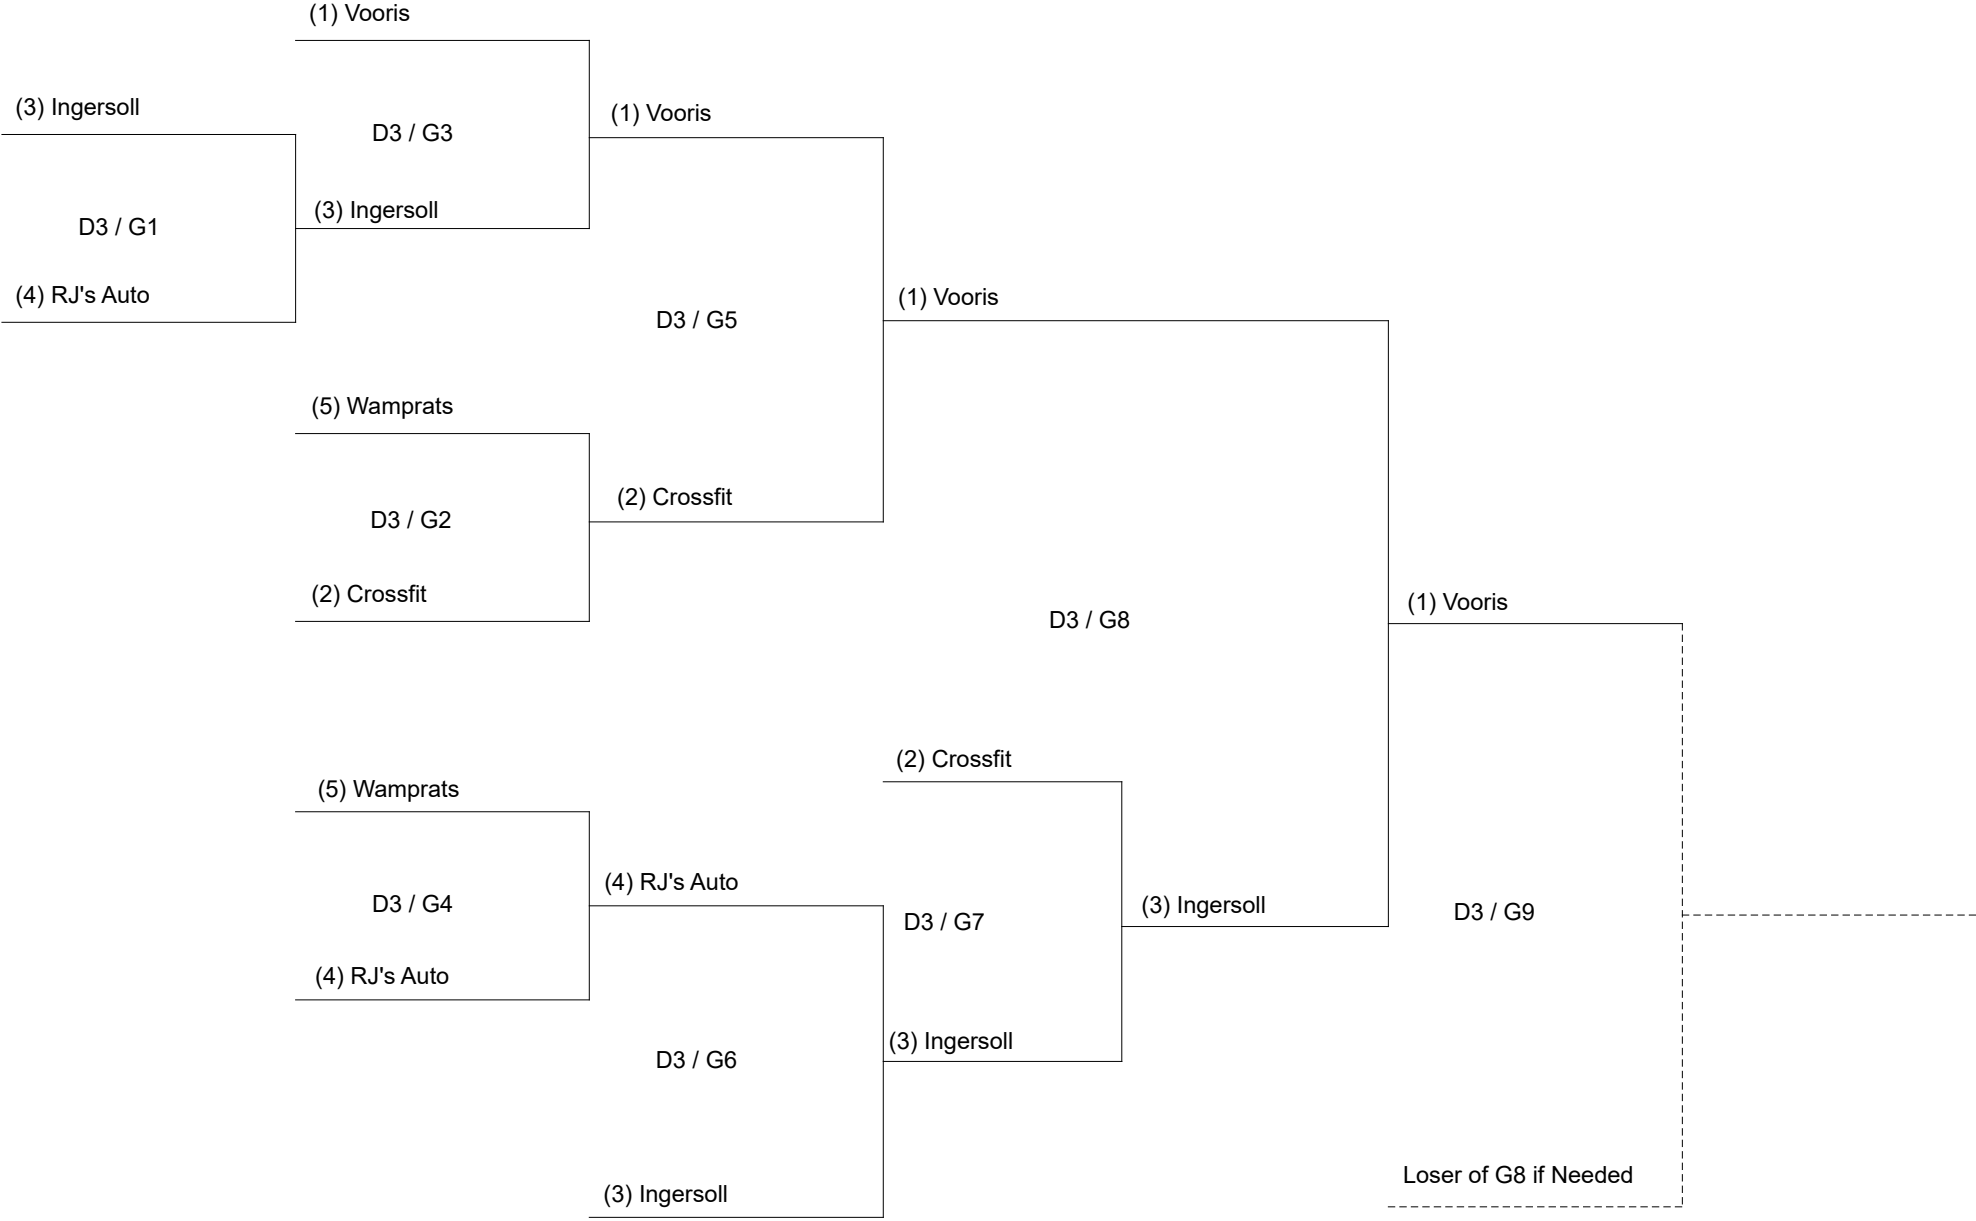 (1) Vooris
(3) Ingersoll
(1) Vooris
D3 / G3
(3) Ingersoll
D3 / G1
(4) RJ's Auto
(1) Vooris
D3 / G5
(5) Wamprats
(2) Crossfit
D3 / G2
(2) Crossfit
(1) Vooris
D3 / G8
(2) Crossfit
(5) Wamprats
(4) RJ's Auto
D3 / G4
(3) Ingersoll
D3 / G9
D3 / G7
(4) RJ's Auto
(3) Ingersoll
D3 / G6
Loser of G8 if Needed
(3) Ingersoll